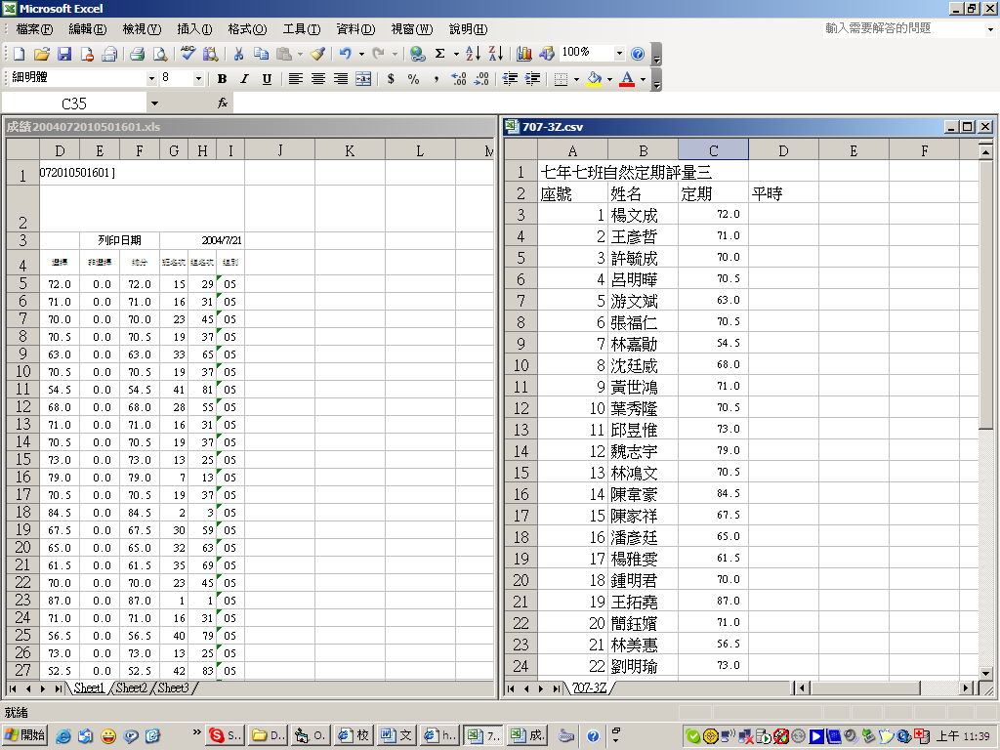 Microsoft Excel
檔案(F) 編輯(E) 檢視(V) 插入(I) 格式(O) 工具(T) 資料(D) 視窗(W) 說明(H) 輸入需要解答的問題
100%
細明體 8 B I U $ % ,
C35 fx
成績2004072010501601.xls
D E F G H I J K L M
1 072010501601]
2
3 列印日期 2004/7/21
4 選擇 非選擇 總分 班名次 組名次 組別
5 72.0 0.0 72.0 15 29 05
6 71.0 0.0 71.0 16 31 05
7 70.0 0.0 70.0 23 45 05
8 70.5 0.0 70.5 19 37 05
9 63.0 0.0 63.0 33 65 05
10 70.5 0.0 70.5 19 37 05
11 54.5 0.0 54.5 41 81 05
12 68.0 0.0 68.0 28 55 05
13 71.0 0.0 71.0 16 31 05
14 70.5 0.0 70.5 19 37 05
15 73.0 0.0 73.0 13 25 05
16 79.0 0.0 79.0 7 13 05
17 70.5 0.0 70.5 19 37 05
18 84.5 0.0 84.5 2 3 05
19 67.5 0.0 67.5 30 59 05
20 65.0 0.0 65.0 32 63 05
21 61.5 0.0 61.5 35 69 05
22 70.0 0.0 70.0 23 45 05
23 87.0 0.0 87.0 1 1 05
24 71.0 0.0 71.0 16 31 05
25 56.5 0.0 56.5 40 79 05
26 73.0 0.0 73.0 13 25 05
27 52.5 0.0 52.5 42 83 05
Sheet1 Sheet2 Sheet3
707-3Z.csv
A B C D E F
1 七年七班自然定期評量三
2 座號 姓名 定期 平時
3 1 楊文成 72.0
4 2 王彥哲 71.0
5 3 許毓成 70.0
6 4 呂明曄 70.5
7 5 游文斌 63.0
8 6 張福仁 70.5
9 7 林嘉勛 54.5
10 8 沈廷威 68.0
11 9 黃世鴻 71.0
12 10 葉秀隆 70.5
13 11 邱昱惟 73.0
14 12 魏志宇 79.0
15 13 林鴻文 70.5
16 14 陳韋豪 84.5
17 15 陳家祥 67.5
18 16 潘彥廷 65.0
19 17 楊雅雯 61.5
20 18 鍾明君 70.0
21 19 王拓堯 87.0
22 20 簡鈺嬪 71.0
23 21 林美惠 56.5
24 22 劉明瑜 73.0
707-3Z
就緒
開始 » S.. D.. O.. 校 文 h.. 7.. 成. 上午 11:39